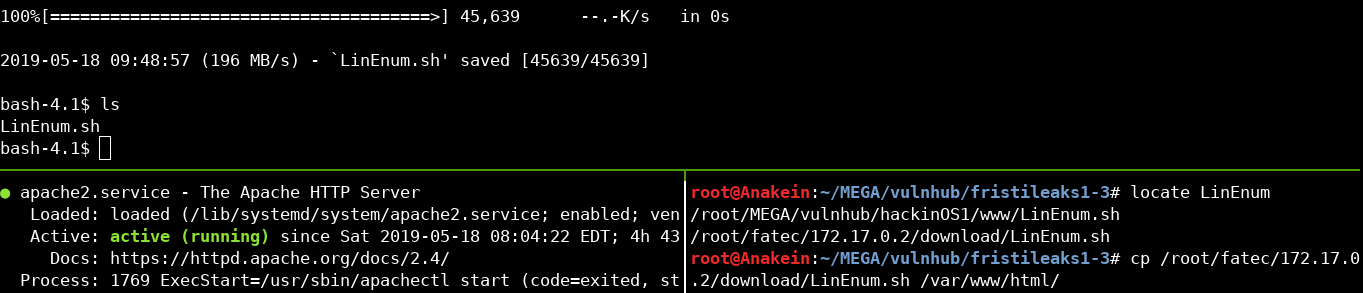 100%[======================================>] 45,639      --.-K/s   in 0s
2019-05-18 09:48:57 (196 MB/s) - `LinEnum.sh' saved [45639/45639]
bash-4.1$ ls
LinEnum.sh
bash-4.1$
● apache2.service - The Apache HTTP Server
   Loaded: loaded (/lib/systemd/system/apache2.service; enabled; ven
   Active: active (running) since Sat 2019-05-18 08:04:22 EDT; 4h 43
     Docs: https://httpd.apache.org/docs/2.4/
  Process: 1769 ExecStart=/usr/sbin/apachectl start (code=exited, st
root@Anakein:~/MEGA/vulnhub/fristileaks1-3# locate LinEnum
/root/MEGA/vulnhub/hackinOS1/www/LinEnum.sh
/root/fatec/172.17.0.2/download/LinEnum.sh
root@Anakein:~/MEGA/vulnhub/fristileaks1-3# cp /root/fatec/172.17.0
.2/download/LinEnum.sh /var/www/html/